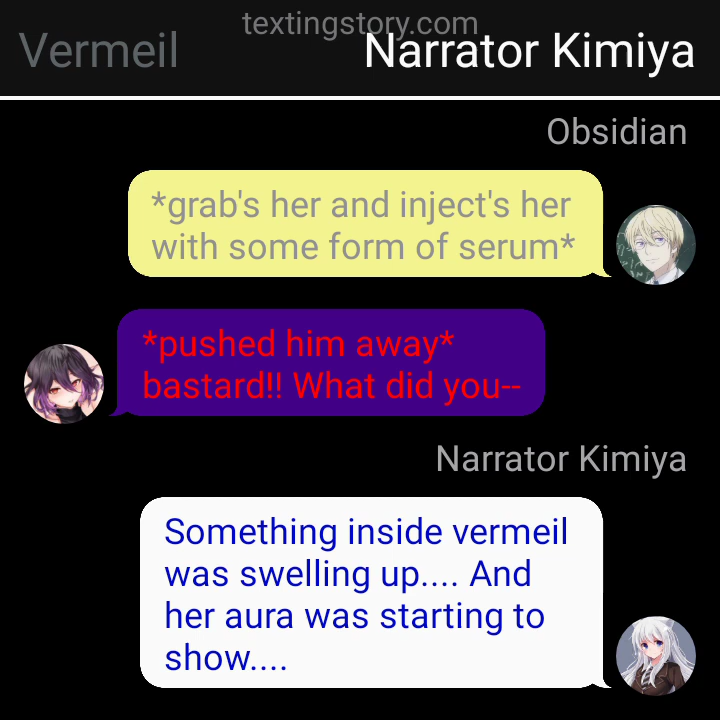 textingstory.com
Vermeil
Narrator Kimiya
Obsidian
*grab's her and inject's her
with some form of serum*
*pushed him away*
bastard!! What did you--
Narrator Kimiya
Something inside vermeil
was swelling up.... And
her aura was starting to
show....